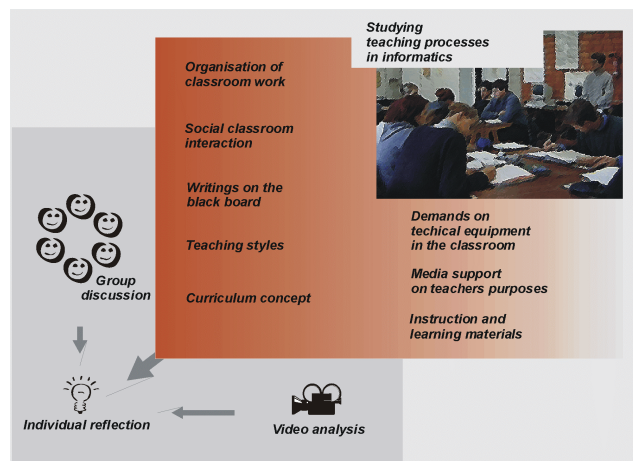 Studying
teaching processes
in informatics
Organisation of
classroom work
Social classroom
interaction
Writings on the
black board
Teaching styles
Curriculum concept
Demands on
techical equipment
in the classroom
Media support
on teachers purposes
Instruction and
learning materials
Group
discussion
Individual reflection
Video analysis